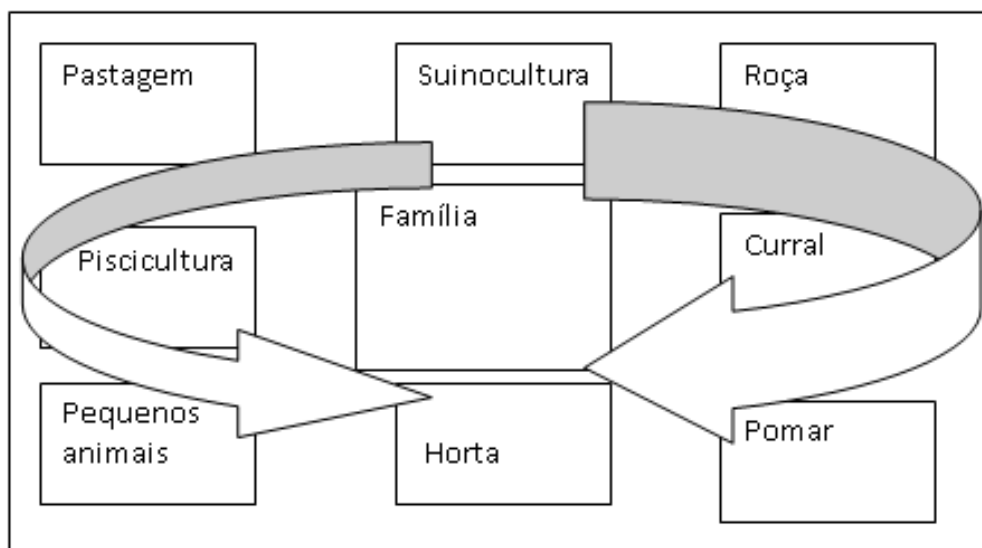 Pastagem
Suinocultura
Roça
Família
Piscicultura
Curral
Pequenos
animais
Horta
Pomar